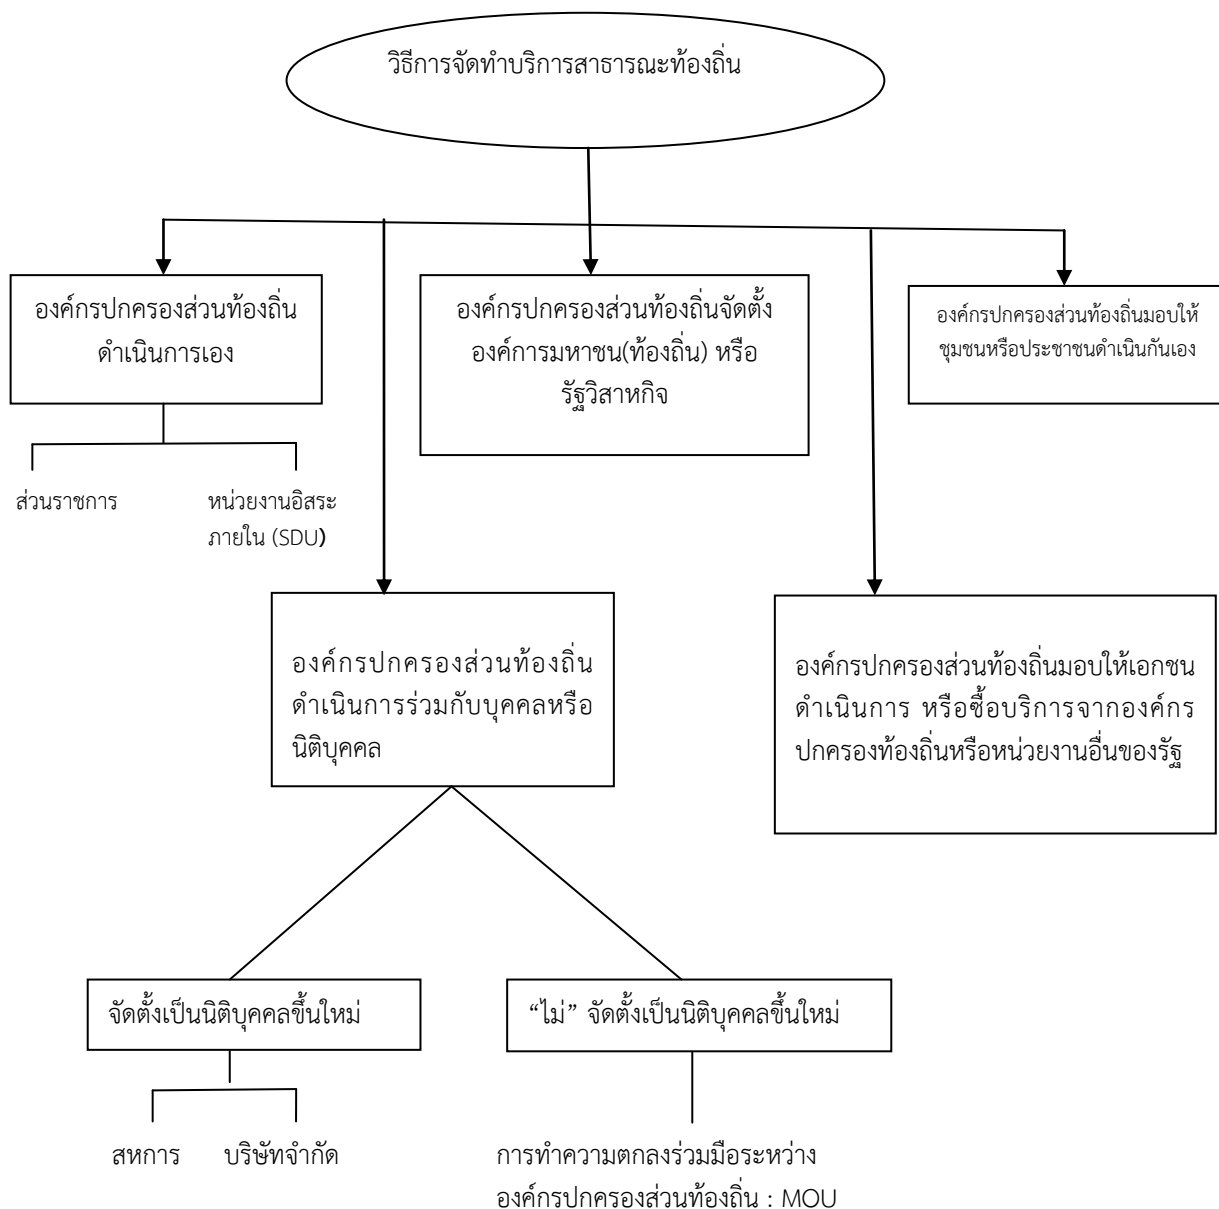 วิธีการจัดทำบริการสาธารณะท้องถิ่น
องค์กรปกครองส่วนท้องถิ่น
ดำเนินการเอง
องค์กรปกครองส่วนท้องถิ่นจัดตั้ง
องค์การมหาชน(ท้องถิ่น) หรือ
รัฐวิสาหกิจ
องค์กรปกครองส่วนท้องถิ่นมอบให้
ชุมชนหรือประชาชนดำเนินกันเอง
ส่วนราชการ
หน่วยงานอิสระ
ภายใน (SDU)
องค์กรปกครองส่วนท้องถิ่น
ดำเนินการร่วมกับบุคคลหรือ
นิติบุคคล
องค์กรปกครองส่วนท้องถิ่นมอบให้เอกชน
ดำเนินการ หรือซื้อบริการจากองค์กร
ปกครองท้องถิ่นหรือหน่วยงานอื่นของรัฐ
จัดตั้งเป็นนิติบุคคลขึ้นใหม่
“ไม่” จัดตั้งเป็นนิติบุคคลขึ้นใหม่
สหการ
บริษัทจำกัด
การทำความตกลงร่วมมือระหว่าง
องค์กรปกครองส่วนท้องถิ่น : MOU